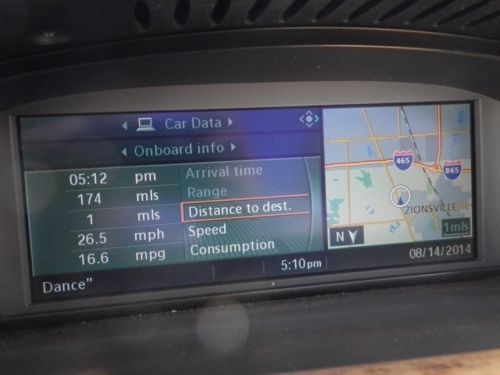 Car Data
Onboard info
05:12 pm Arrival time
174 mls Range
1 mls Distance to dest.
26.5 mph Speed
16.6 mpg Consumption
465
865
ZIONSVILLE
N
1mls
5:10pm
08/14/2014
Dance"